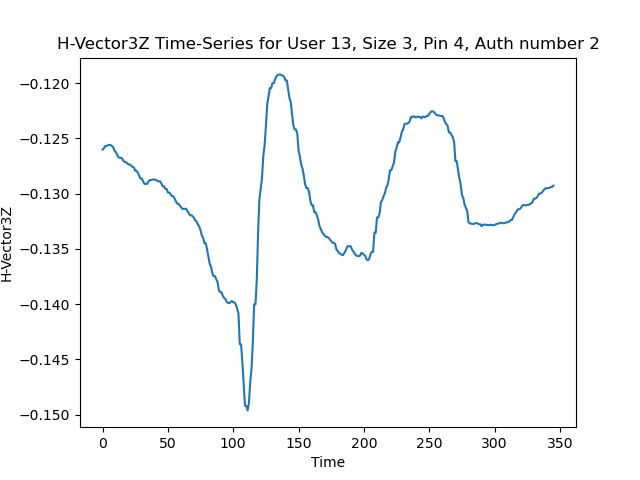 H-Vector3Z Time-Series for User 13, Size 3, Pin 4, Auth number 2
H-Vector3Z
−0.120
−0.125
−0.130
−0.135
−0.140
−0.145
−0.150
0 50 100 150 200 250 300 350
Time